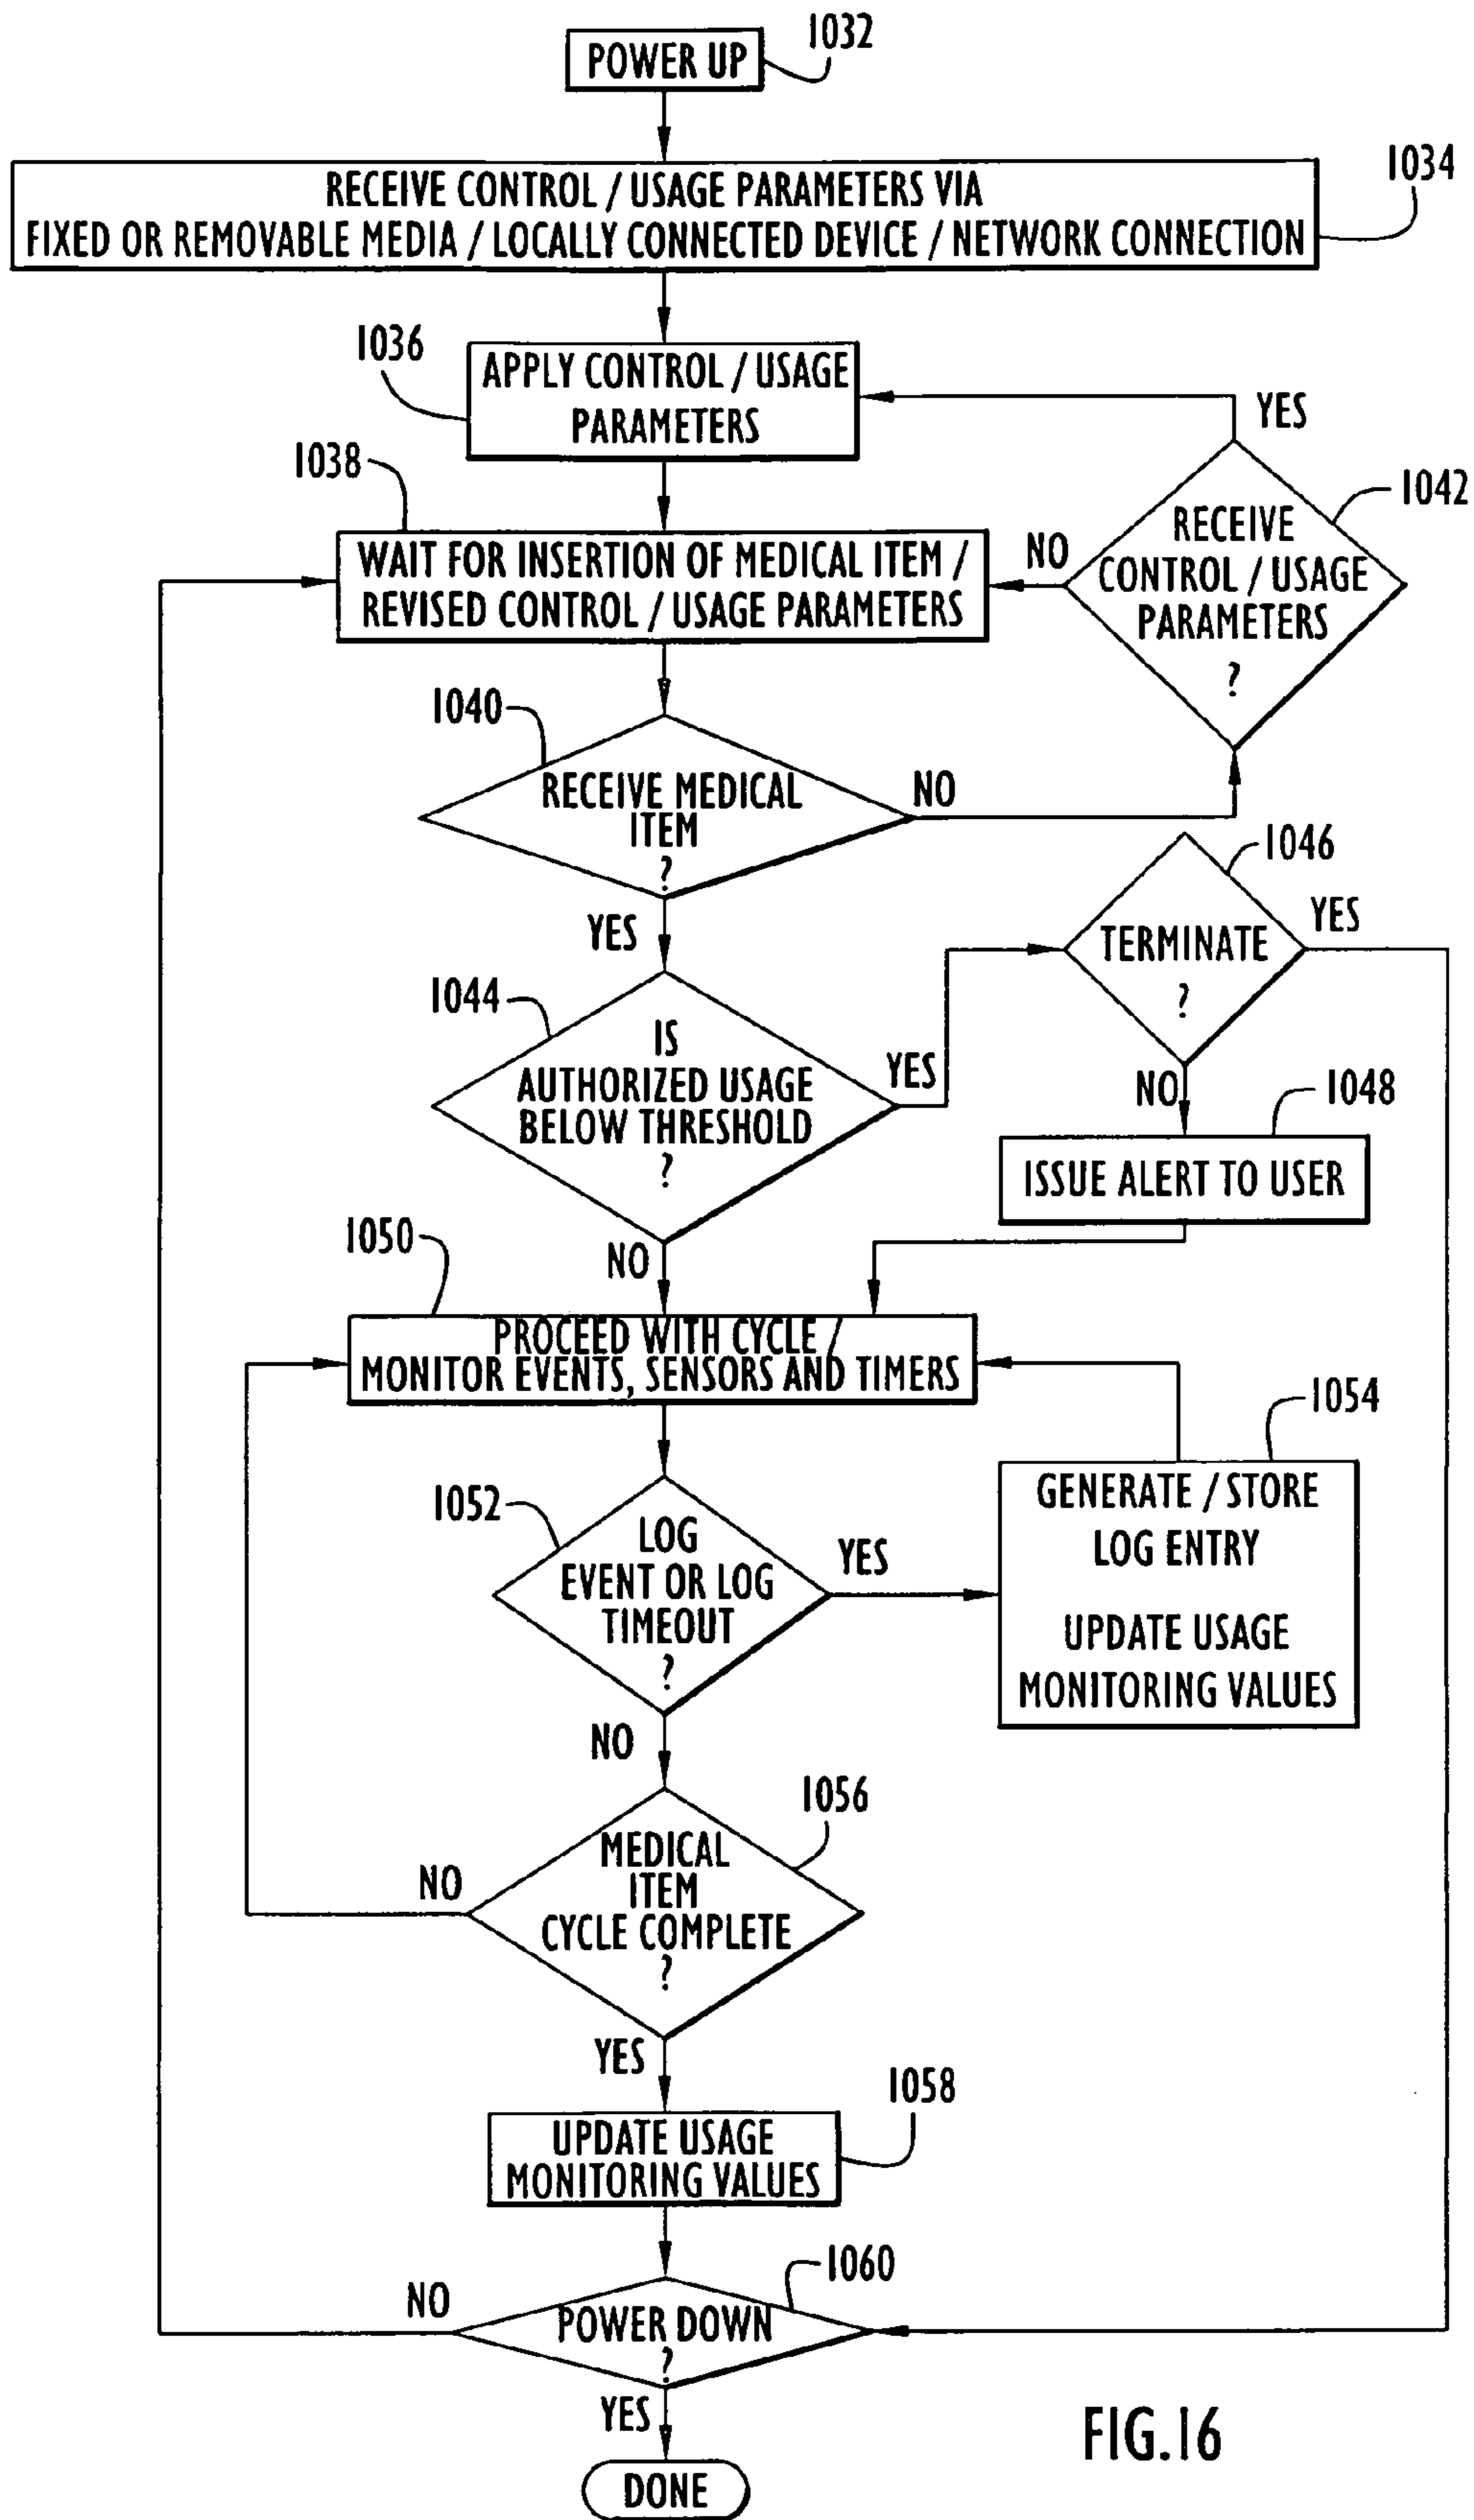 POWER UP
1032
RECEIVE CONTROL / USAGE PARAMETERS VIA
FIXED OR REMOVABLE MEDIA / LOCALLY CONNECTED DEVICE / NETWORK CONNECTION
1034
1036
APPLY CONTROL / USAGE
PARAMETERS
YES
1038
WAIT FOR INSERTION OF MEDICAL ITEM /
REVISED CONTROL / USAGE PARAMETERS
NO
RECEIVE
CONTROL / USAGE
PARAMETERS
?
1042
1040
RECEIVE MEDICAL
ITEM
?
NO
YES
1046
TERMINATE
?
YES
1044
IS
AUTHORIZED USAGE
BELOW THRESHOLD
?
YES
NO
1048
ISSUE ALERT TO USER
NO
1050
PROCEED WITH CYCLE /
MONITOR EVENTS, SENSORS AND TIMERS
1052
LOG
EVENT OR LOG
TIMEOUT
?
YES
1054
GENERATE / STORE
LOG ENTRY
UPDATE USAGE
MONITORING VALUES
NO
1056
MEDICAL
ITEM
CYCLE COMPLETE
?
NO
YES
1058
UPDATE USAGE
MONITORING VALUES
1060
NO
POWER DOWN
?
YES
DONE
FIG.16